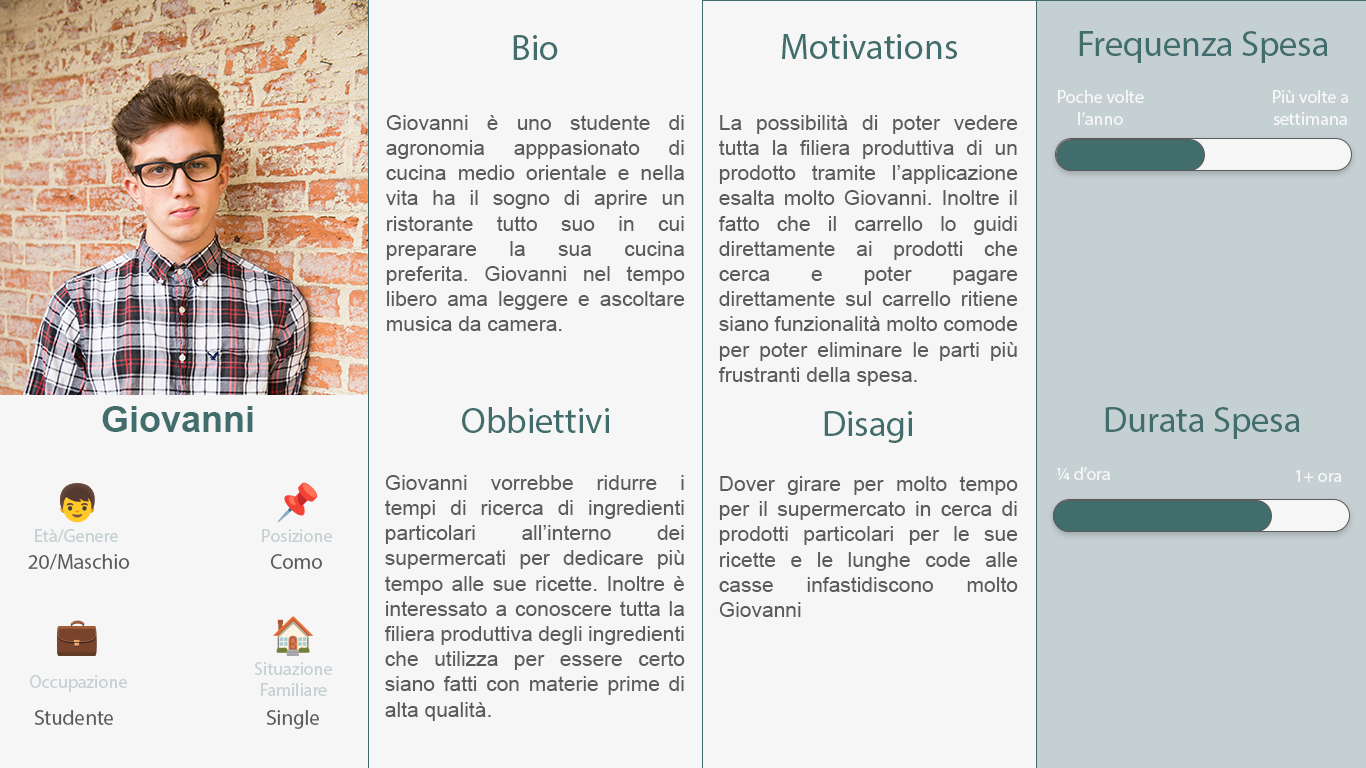 Giovanni
Età/Genere
20/Maschio
Posizione
Como
Occupazione
Studente
Situazione
Familiare
Single
Bio
Giovanni è uno studente di
agronomia apppasionato di
cucina medio orientale e nella
vita ha il sogno di aprire un
ristorante tutto suo in cui
preparare la sua cucina
preferita. Giovanni nel tempo
libero ama leggere e ascoltare
musica da camera.
Obbiettivi
Giovanni vorrebbe ridurre i
tempi di ricerca di ingredienti
particolari all’interno dei
supermercati per dedicare più
tempo alle sue ricette. Inoltre è
interessato a conoscere tutta la
filiera produttiva degli ingredienti
che utilizza per essere certo
siano fatti con materie prime di
alta qualità.
Motivations
La possibilità di poter vedere
tutta la filiera produttiva di un
prodotto tramite l’applicazione
esalta molto Giovanni. Inoltre il
fatto che il carrello lo guidi
direttamente ai prodotti che
cerca e poter pagare
direttamente sul carrello ritiene
siano funzionalità molto comode
per poter eliminare le parti più
frustranti della spesa.
Disagi
Dover girare per molto tempo
per il supermercato in cerca di
prodotti particolari per le sue
ricette e le lunghe code alle
casse infastidiscono molto
Giovanni
Frequenza Spesa
Poche volte
l’anno
Più volte a
settimana
Durata Spesa
¼ d’ora
1+ ora